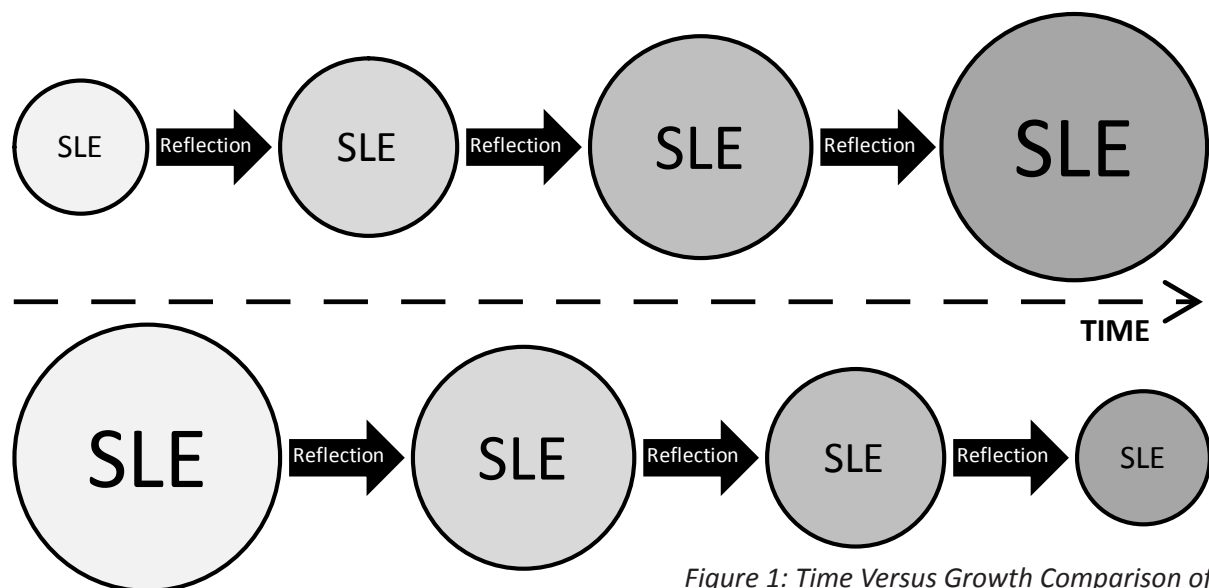 SLE Reflection SLE Reflection SLE Reflection SLE
TIME
SLE Reflection SLE Reflection SLE Reflection SLE
Figure 1: Time Versus Growth Comparison of